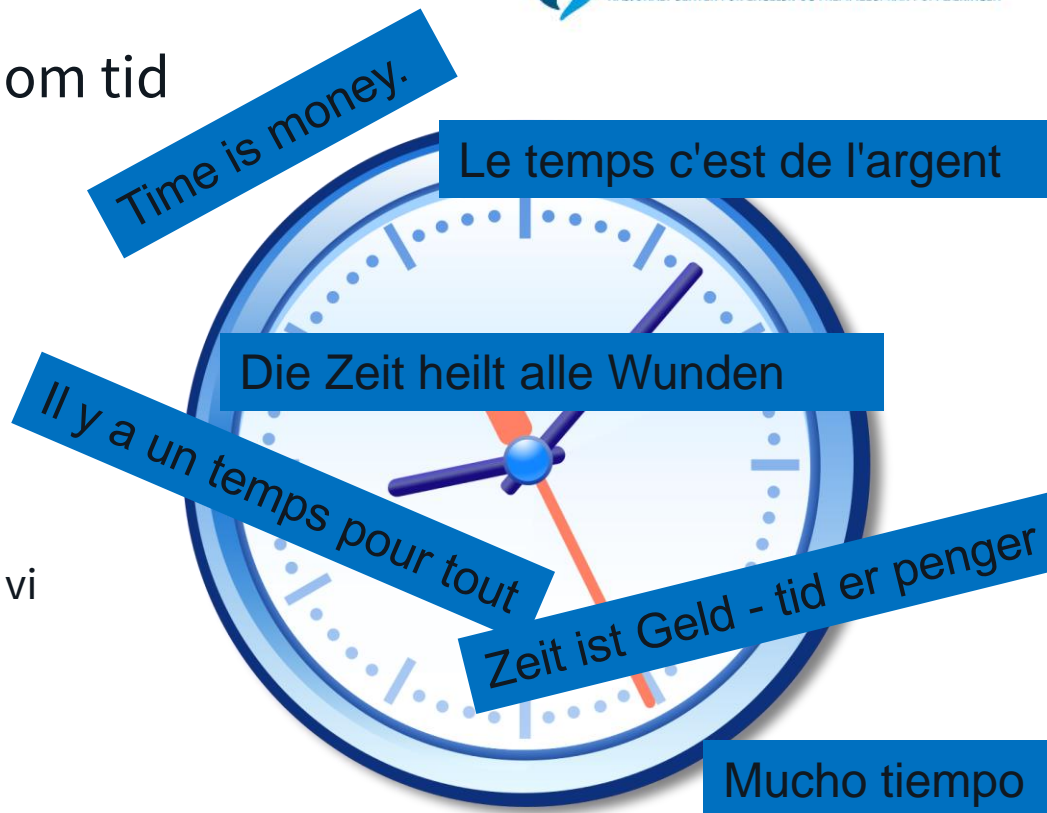 om tid
Time is money.
Le temps c'est de l'argent
Die Zeit heilt alle Wunden
Il y a un temps pour tout
vi
Zeit ist Geld - tid er penger
Mucho tiempo